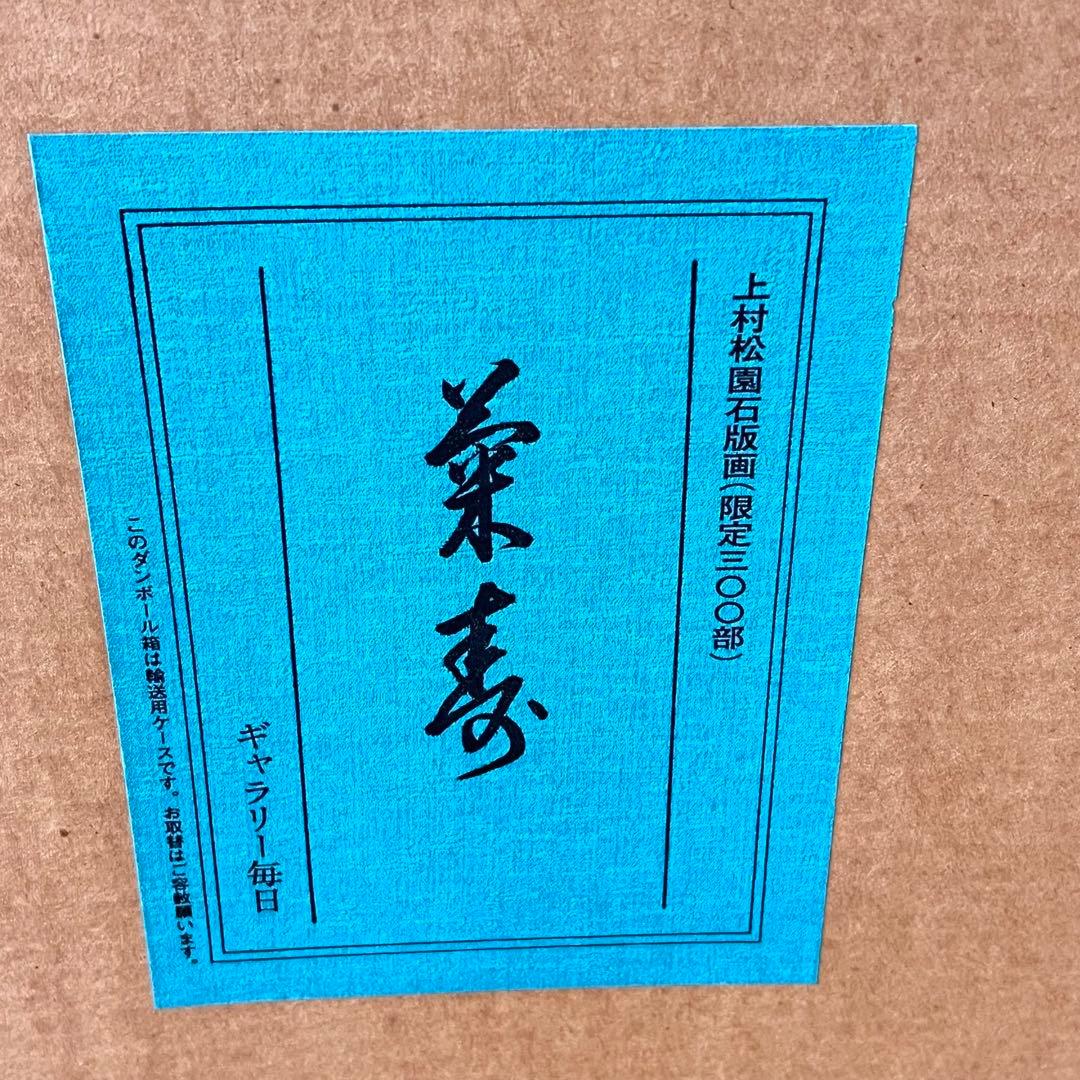 上村松園石版画（限定三〇〇部）
菊寿
ギャラリー毎日
このダンボール箱は輸送用ケースです。お取替はご容赦願います。